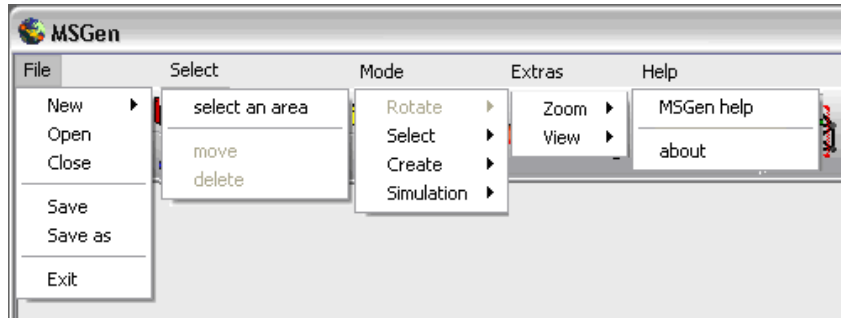 MSGen
File Select Mode Extras Help
New
Open
Close
Save
Save as
Exit
select an area
move
delete
Rotate
Select
Create
Simulation
Zoom
View
MSGen help
about